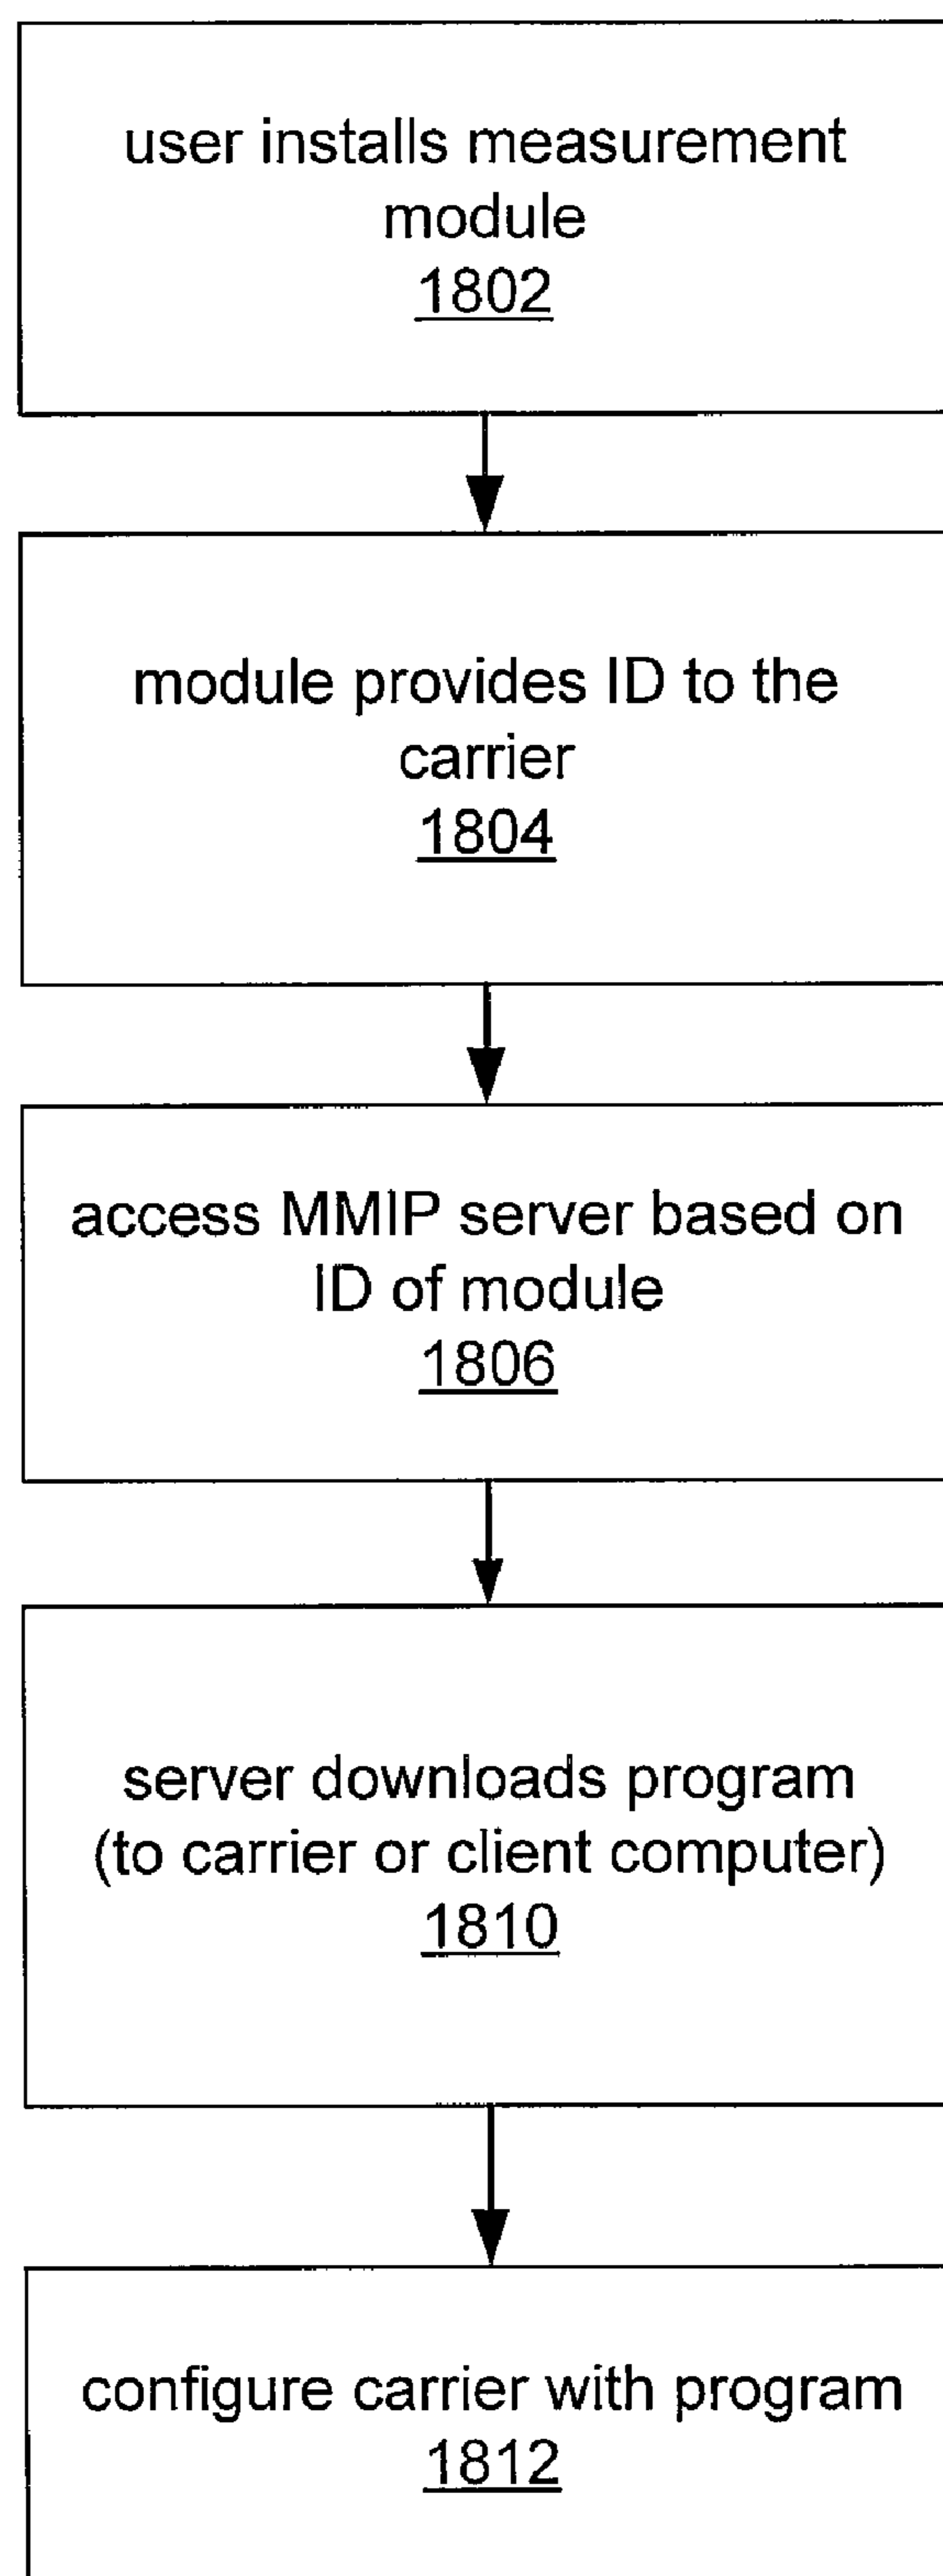 user installs measurement
module
1802
module provides ID to the
carrier
1804
access MMIP server based on
ID of module
1806
server downloads program
(to carrier or client computer)
1810
configure carrier with program
1812